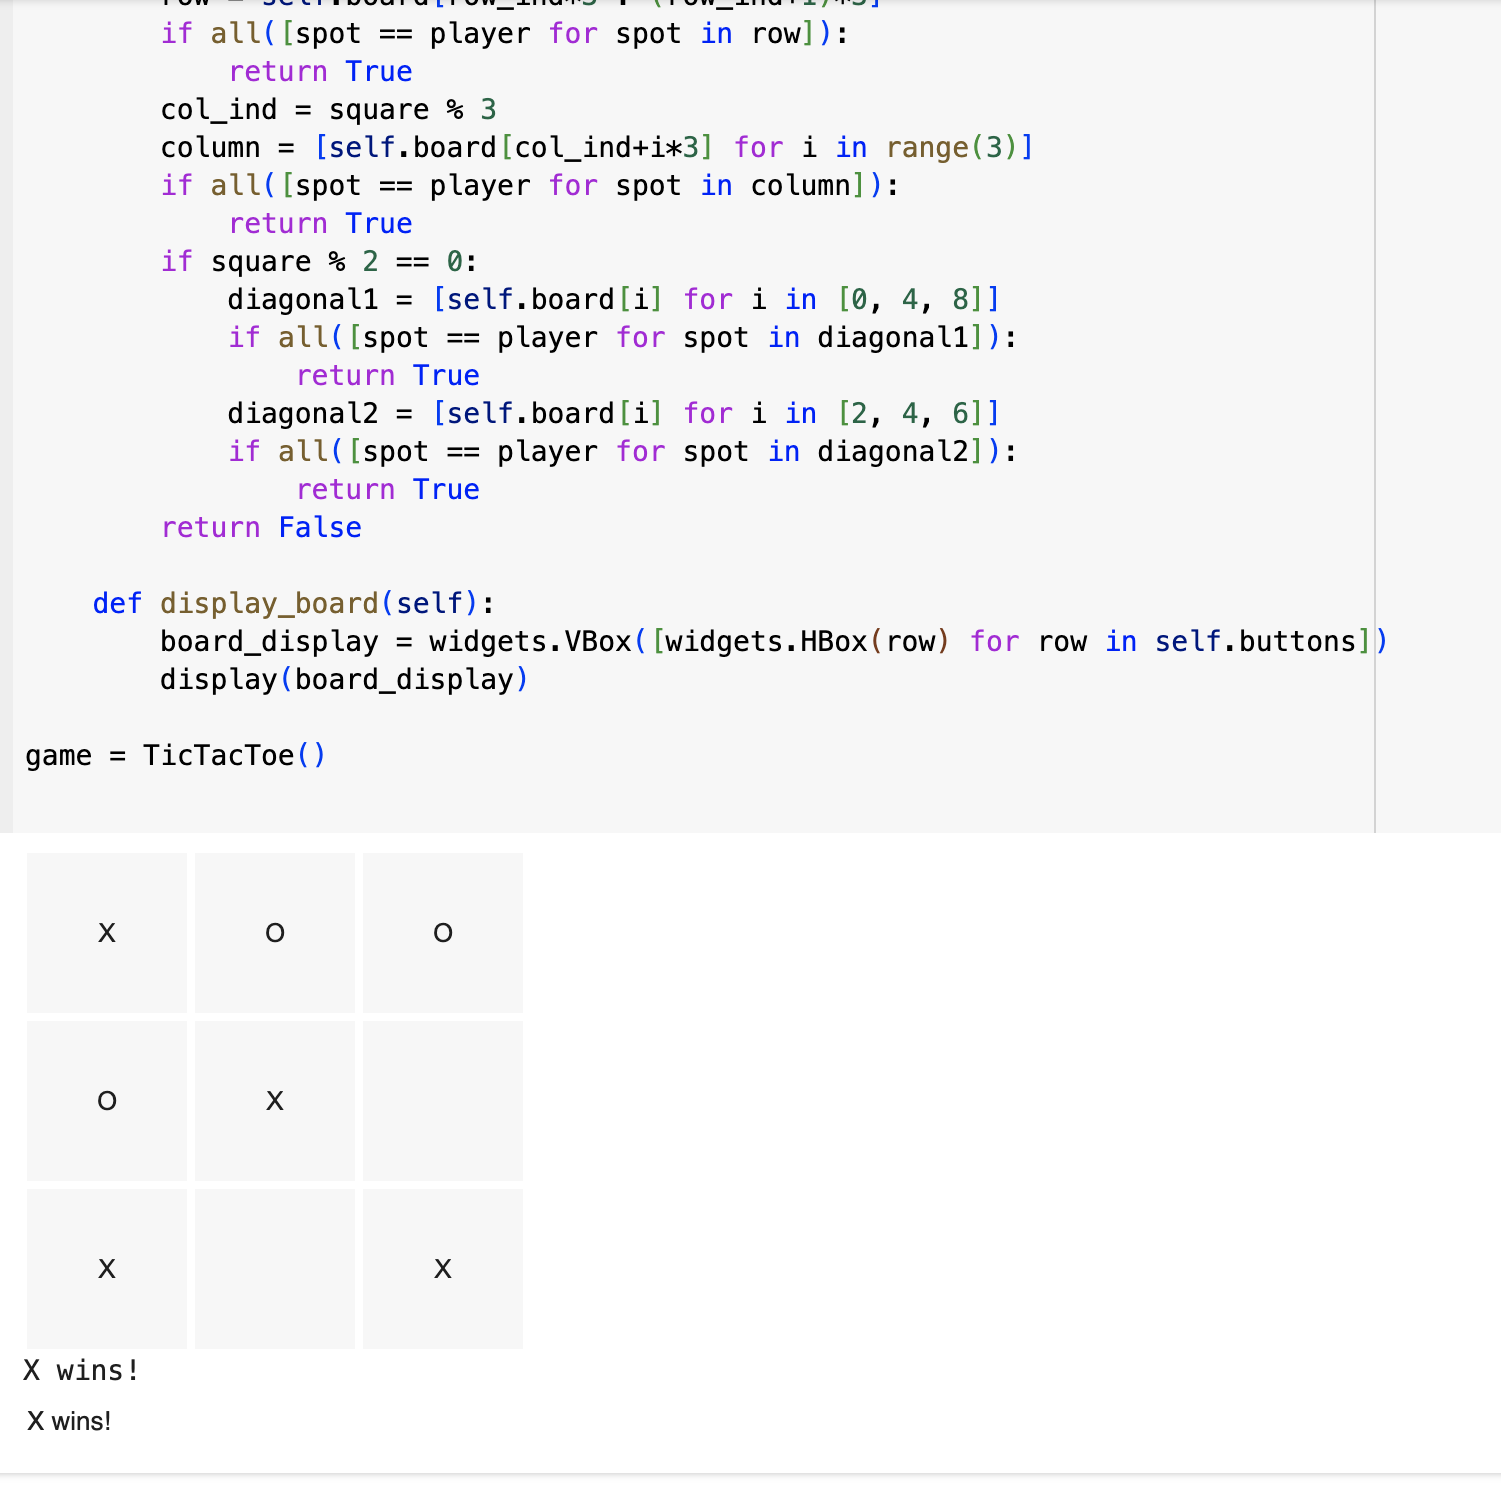 row = self.board[row_ind*3 : (row_ind+1)*3]
if all([spot == player for spot in row]):
return True
col_ind = square % 3
column = [self.board[col_ind+i*3] for i in range(3)]
if all([spot == player for spot in column]):
return True
if square % 2 == 0:
diagonal1 = [self.board[i] for i in [0, 4, 8]]
if all([spot == player for spot in diagonal1]):
return True
diagonal2 = [self.board[i] for i in [2, 4, 6]]
if all([spot == player for spot in diagonal2]):
return True
return False
def display_board(self):
board_display = widgets.VBox([widgets.HBox(row) for row in self.buttons])
display(board_display)
game = TicTacToe()
X O O
O X
X X
X wins!
X wins!